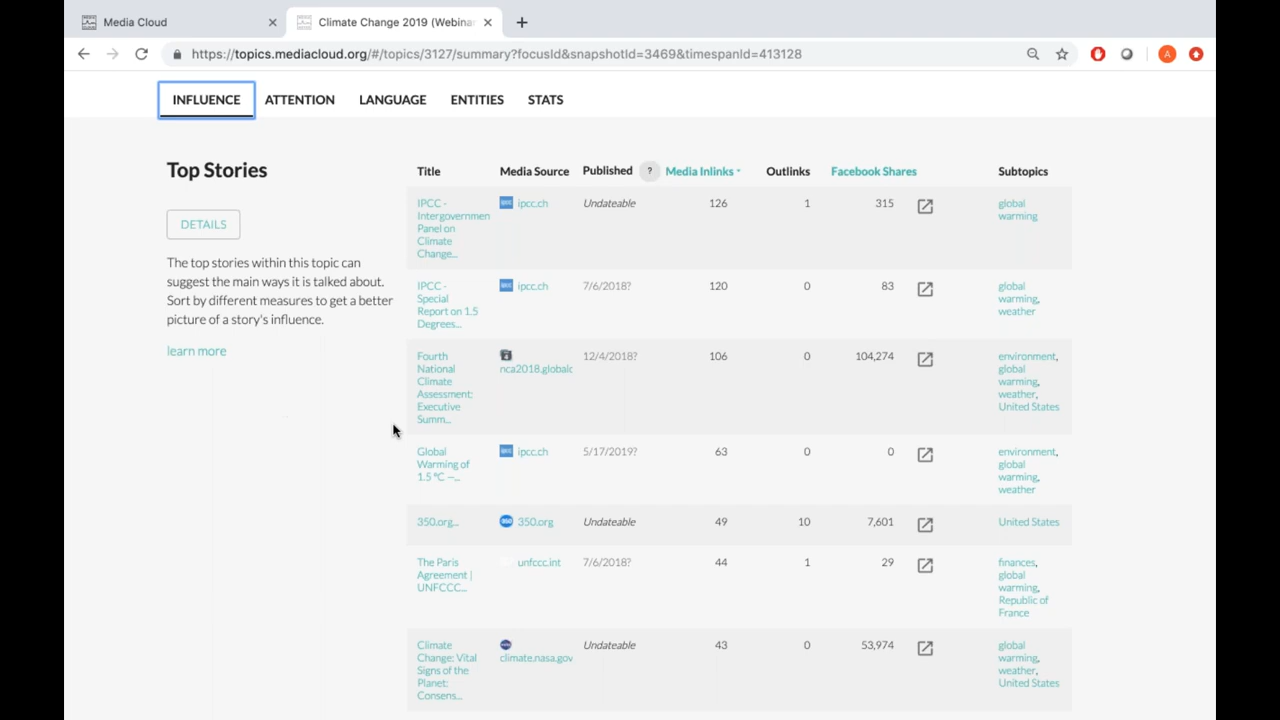 Media Cloud
Climate Change 2019 (Webinar
https://topics.mediacloud.org/#/topics/3127/summary?focusId&snapshotId=3469&timespanId=413128
A
INFLUENCE ATTENTION LANGUAGE ENTITIES STATS
Top Stories
DETAILS
The top stories within this topic can
suggest the main ways it is talked about.
Sort by different measures to get a better
picture of a story's influence.
learn more
Title Media Source Published ? Media Inlinks Outlinks Facebook Shares Subtopics
IPCC -
Intergovernmen
Panel on
Climate
Change...
ipcc.ch Undateable 126 1 315
global
warming
IPCC -
Special
Report on 1.5
Degrees...
ipcc.ch 7/6/2018? 120 0 83
global
warming,
weather
Fourth
National
Climate
Assessment:
Executive
Summ...
nca2018.globalc
12/4/2018? 106 0 104,274
environment,
global
warming,
weather,
United States
Global
Warming of
1.5 ºC —...
ipcc.ch 5/17/2019? 63 0 0
environment,
global
warming,
weather
350.org... 350.org Undateable 49 10 7,601 United States
The Paris
Agreement |
UNFCCC...
unfccc.int 7/6/2018? 44 1 29
finances,
global
warming,
Republic of
France
Climate
Change: Vital
Signs of the
Planet:
Consens...
climate.nasa.gov
Undateable 43 0 53,974
global
warming,
weather,
United States